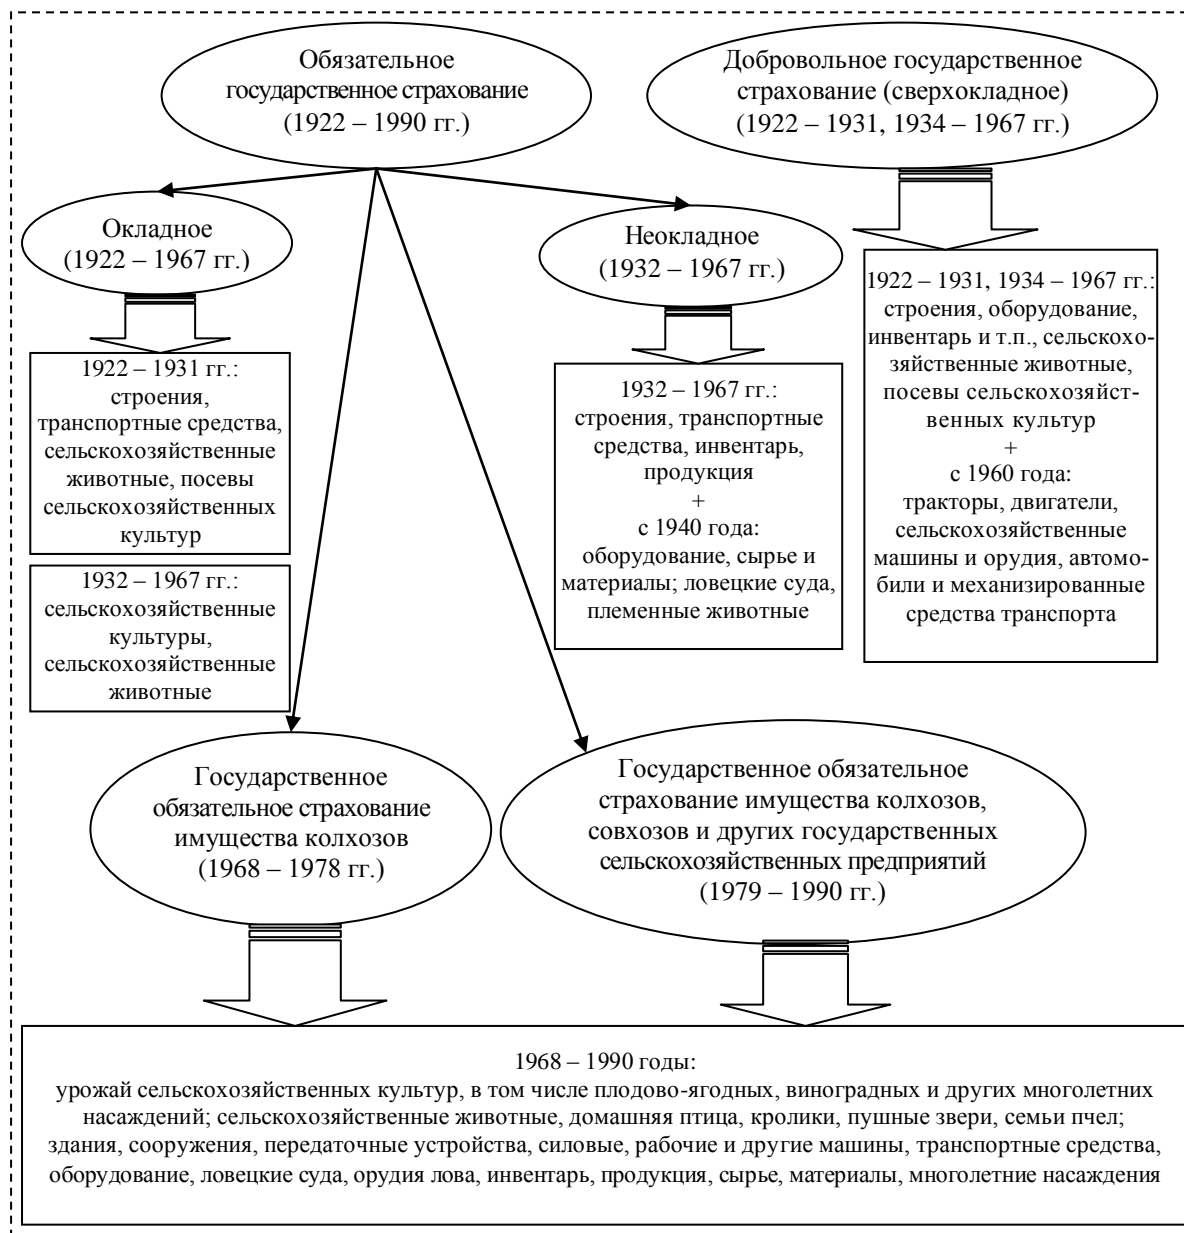 Обязательное
государственное страхование
(1922 – 1990 гг.)
Добровольное государственное
страхование (сверхокладное)
(1922 – 1931, 1934 – 1967 гг.)
Окладное
(1922 – 1967 гг.)
Неокладное
(1932 – 1967 гг.)
1922 – 1931 гг.:
строения,
транспортные средства,
сельскохозяйственные
животные, посевы
сельскохозяйственных
культур
1932 – 1967 гг.:
сельскохозяйственные
культуры,
сельскохозяйственные
животные
1932 – 1967 гг.:
строения, транспортные
средства, инвентарь,
продукция
+
с 1940 года:
оборудование, сырье и
материалы; ловецкие суда,
племенные животные
1922 – 1931, 1934 – 1967 гг.:
строения, оборудование,
инвентарь и т.п., сельскохо-
зяйственные животные,
посевы сельскохозяйст-
венных культур
+
с 1960 года:
тракторы, двигатели,
сельскохозяйственные
машины и орудия, автомо-
били и механизированные
средства транспорта
Государственное
обязательное страхование
имущества колхозов
(1968 – 1978 гг.)
Государственное обязательное
страхование имущества колхозов,
совхозов и других государственных
сельскохозяйственных предприятий
(1979 – 1990 гг.)
1968 – 1990 годы:
урожай сельскохозяйственных культур, в том числе плодово-ягодных, виноградных и других многолетних
насаждений; сельскохозяйственные животные, домашняя птица, кролики, пушные звери, семьи пчел;
здания, сооружения, передаточные устройства, силовые, рабочие и другие машины, транспортные средства,
оборудование, ловецкие суда, орудия лова, инвентарь, продукция, сырье, материалы, многолетние насаждения